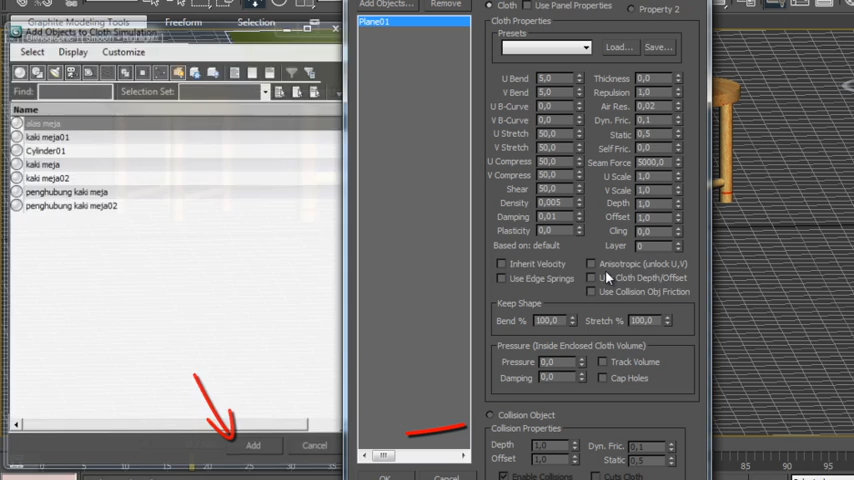 Graphite Modeling Tools Freeform Selection
Add Objects to Cloth Simulation
Select Display Customize
Find: Selection Set:
Name
alas meja
kaki meja01
Cylinder01
kaki meja
kaki meja02
penghubung kaki meja
penghubung kaki meja02
Add Cancel
Add Objects... Remove
Plane01
OK Cancel
Cloth Use Panel Properties Property 2
Cloth Properties
Presets
Load... Save...
U Bend 5,0 Thickness 0,0
V Bend 5,0 Repulsion 1,0
U B-Curve 0,0 Air Res. 0,02
V B-Curve 0,0 Dyn. Fric. 0,1
U Stretch 50,0 Static 0,5
V Stretch 50,0 Self Fric. 0,0
U Compress 50,0 Seam Force 5000,0
V Compress 50,0 U Scale 1,0
Shear 50,0 V Scale 1,0
Density 0,005 Depth 1,0
Damping 0,01 Offset 1,0
Plasticity 0,0 Cling 0,0
Based on: default Layer 0
Inherit Velocity Anisotropic (unlock U,V)
Use Edge Springs Cloth Depth/Offset
Use Collision Obj Friction
Keep Shape
Bend % 100,0 Stretch % 100,0
Pressure (Inside Enclosed Cloth Volume)
Pressure 0,0 Track Volume
Damping 0,0 Cap Holes
Collision Object
Collision Properties
Depth 1,0 Dyn. Fric. 0,1
Offset 1,0 Static 0,5
Enable Collisions Cuts Cloth
15 20 25 30 85 90 95